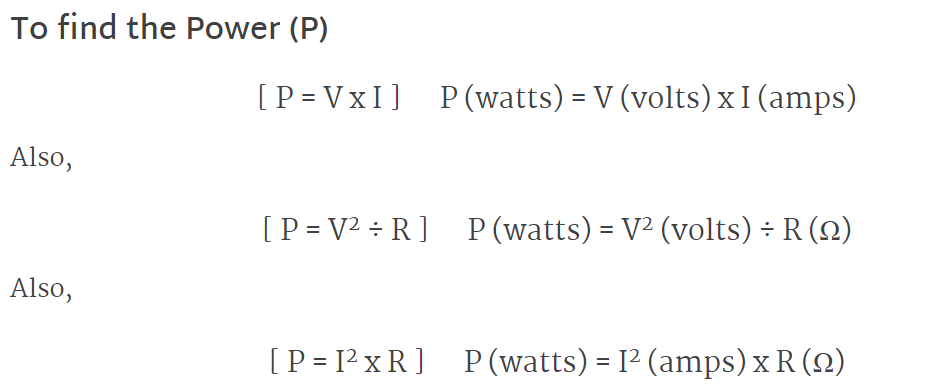 To find the Power (P)
[ P = V x I ]    P (watts) = V (volts) x I (amps)
Also,
[ P = V² ÷ R ]    P (watts) = V² (volts) ÷ R (Ω)
Also,
[ P = I² x R ]    P (watts) = I² (amps) x R (Ω)